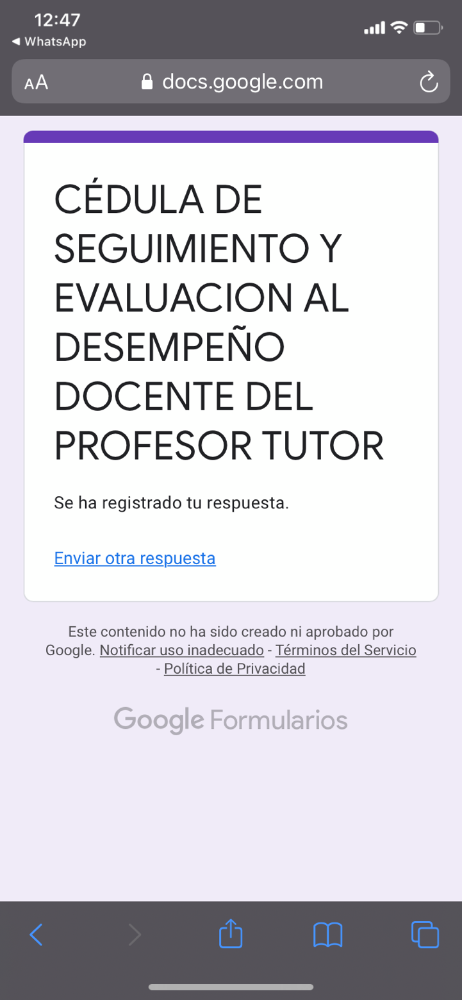 12:47
◀ WhatsApp
AA docs.google.com
CÉDULA DE
SEGUIMIENTO Y
EVALUACION AL
DESEMPEÑO
DOCENTE DEL
PROFESOR TUTOR
Se ha registrado tu respuesta.
Enviar otra respuesta
Este contenido no ha sido creado ni aprobado por
Google. Notificar uso inadecuado - Términos del Servicio
- Política de Privacidad
Google Formularios